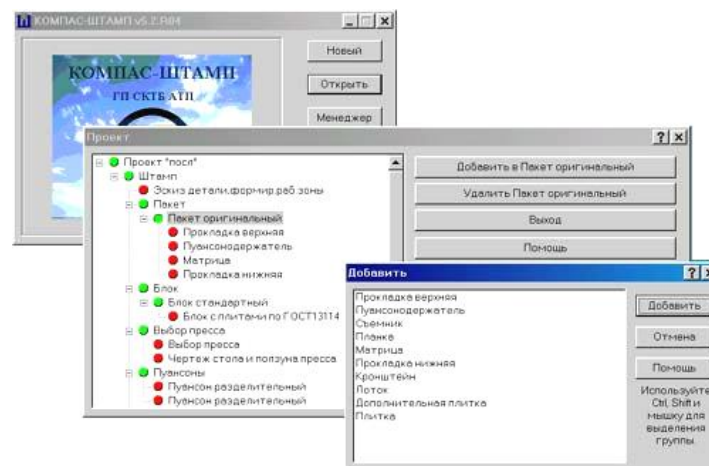 КОМПАС-ШТАМП v5.2.R04
КОМПАС-ШТАМП
ГП СКТБ АТП
Новый
Открыть
Менеджер
Проект
Проект "посл"
Штамп
Эскиз детали,формир.раб.зоны
Пакет
Пакет оригинальный
Прокладка верхняя
Пуансонодержатель
Матрица
Прокладка нижняя
Блок
Блок стандартный
Блок с плитами по ГОСТ13114
Выбор пресса
Выбор пресса
Чертеж стола и ползуна пресса
Пуансоны
Пуансон разделительный
Пуансон разделительный
Добавить в Пакет оригинальный
Удалить Пакет оригинальный
Выход
Помощь
Добавить
Прокладка верхняя
Пуансонодержатель
Съемник
Планка
Матрица
Прокладка нижняя
Кронштейн
Лоток
Дополнительная плитка
Плитка
Добавить
Отмена
Помощь
Используйте
Ctrl, Shift и
мышку для
выделения
группы.